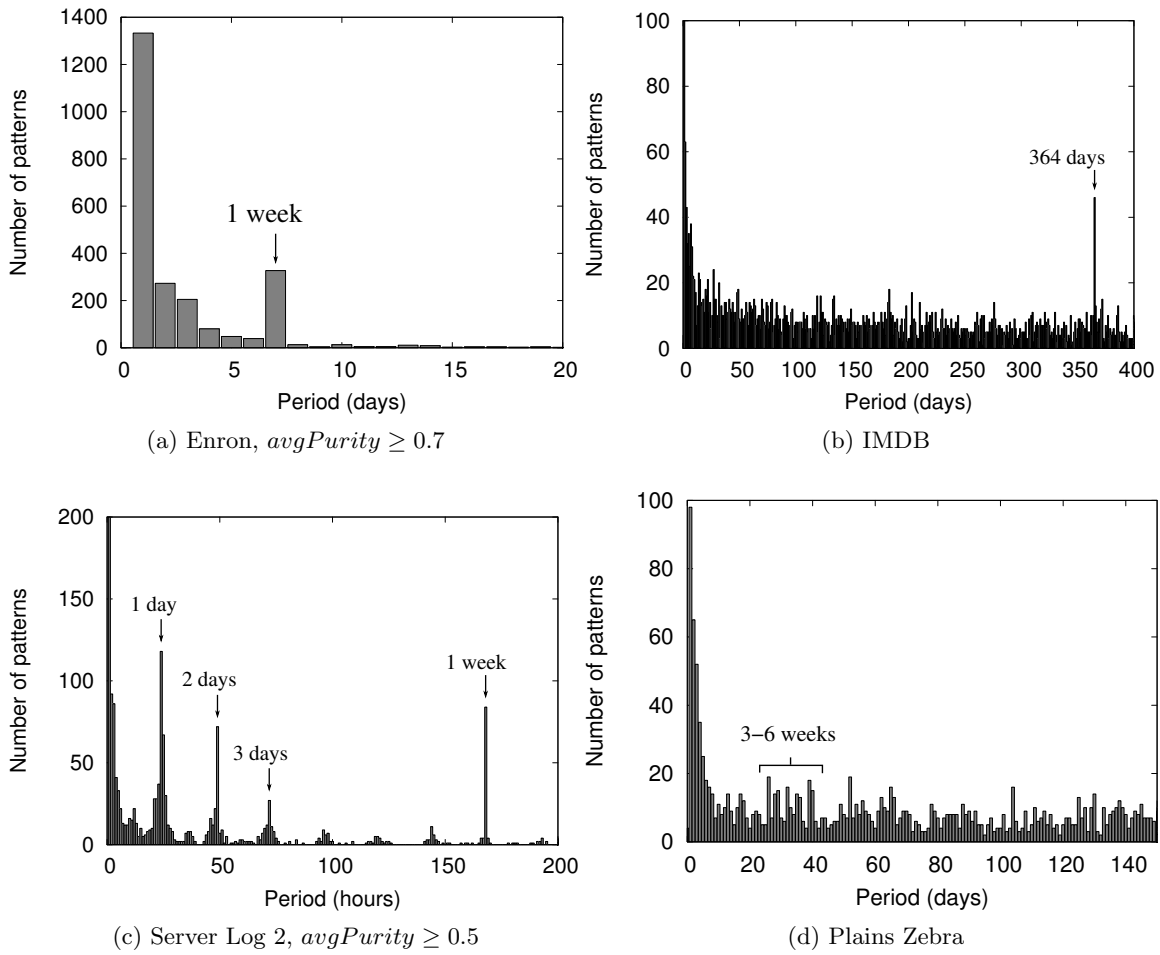 1400
1200
1000
800
600
400
200
0
Number of patterns
1 week
0 5 10 15 20
Period (days)
(a) Enron, avgPurity ≥ 0.7
100
80
60
40
20
0
Number of patterns
364 days
0 50 100 150 200 250 300 350 400
Period (days)
(b) IMDB
200
150
100
50
0
Number of patterns
1 day
2 days
3 days
1 week
0 50 100 150 200
Period (hours)
(c) Server Log 2, avgPurity ≥ 0.5
100
80
60
40
20
0
Number of patterns
3−6 weeks
0 20 40 60 80 100 120 140
Period (days)
(d) Plains Zebra